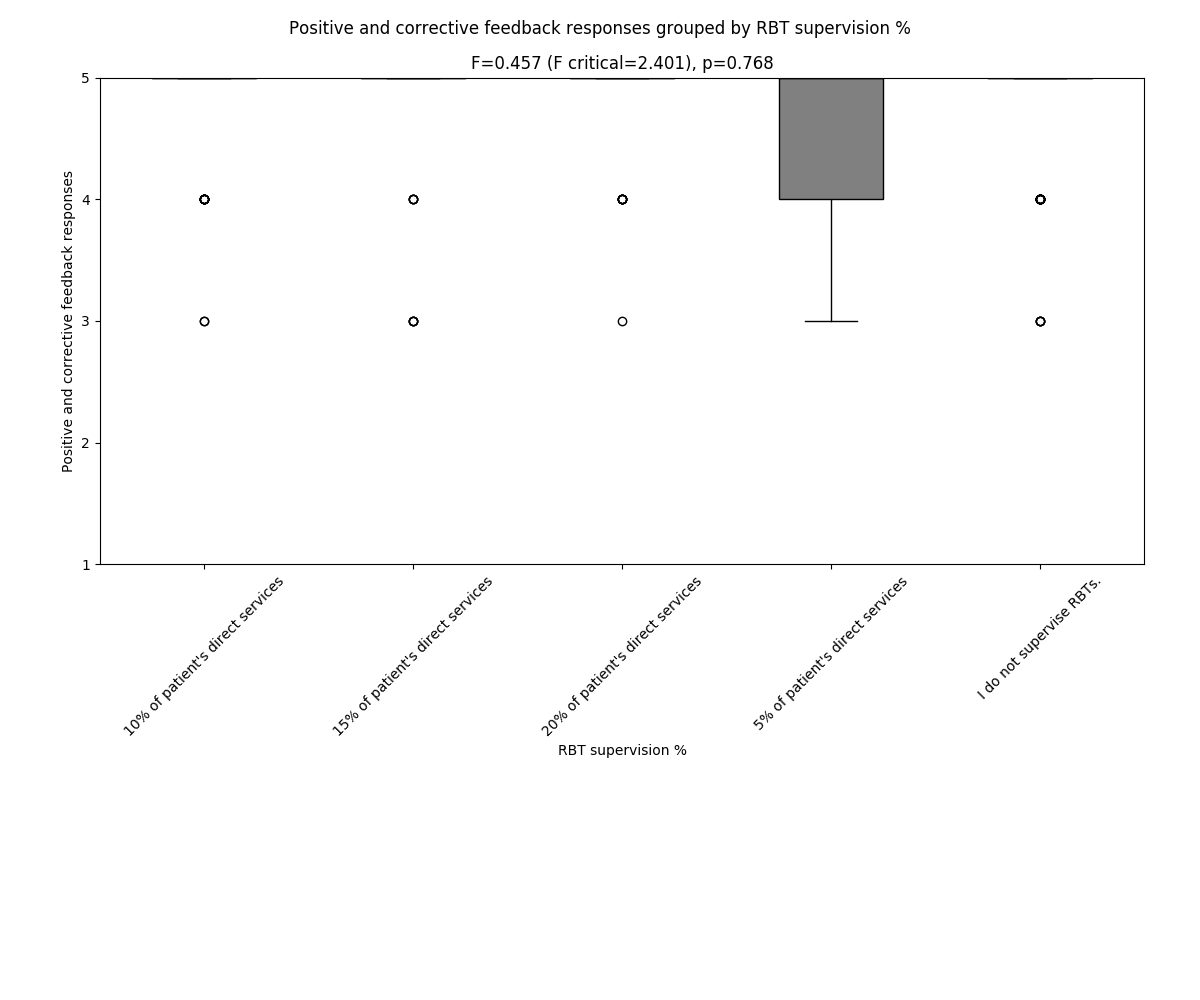 Positive and corrective feedback responses grouped by RBT supervision %
F=0.457 (F critical=2.401), p=0.768
5
4
3
2
1
Positive and corrective feedback responses
10% of patient's direct services
15% of patient's direct services
20% of patient's direct services
5% of patient's direct services
I do not supervise RBTs.
RBT supervision %